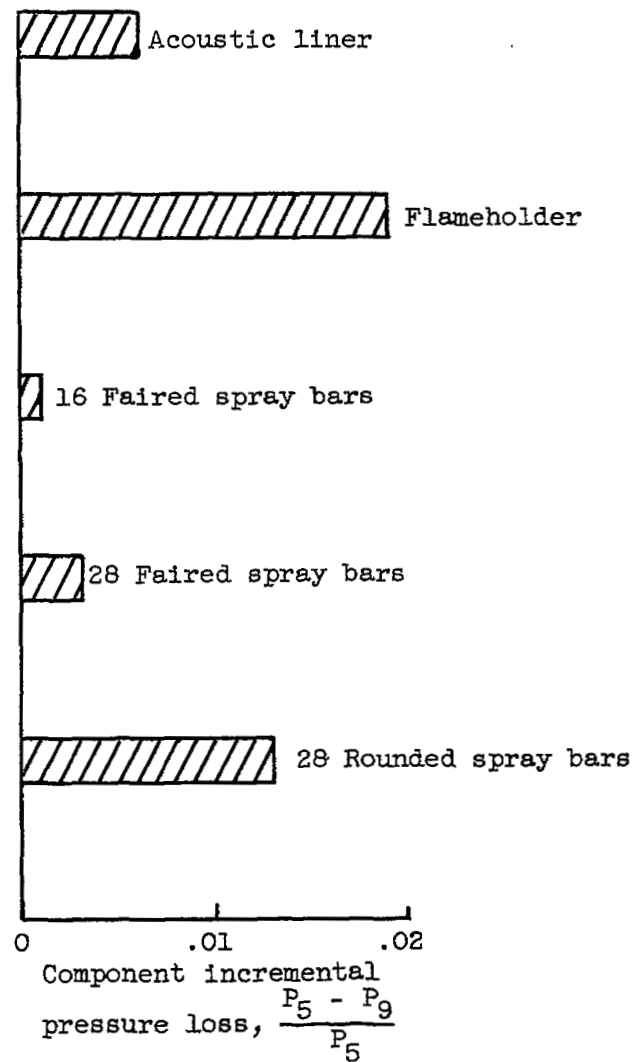 Acoustic liner
Flameholder
16 Faired spray bars
28 Faired spray bars
28 Rounded spray bars
0 .01 .02
Component incremental
pressure loss, P5 - P9
P5